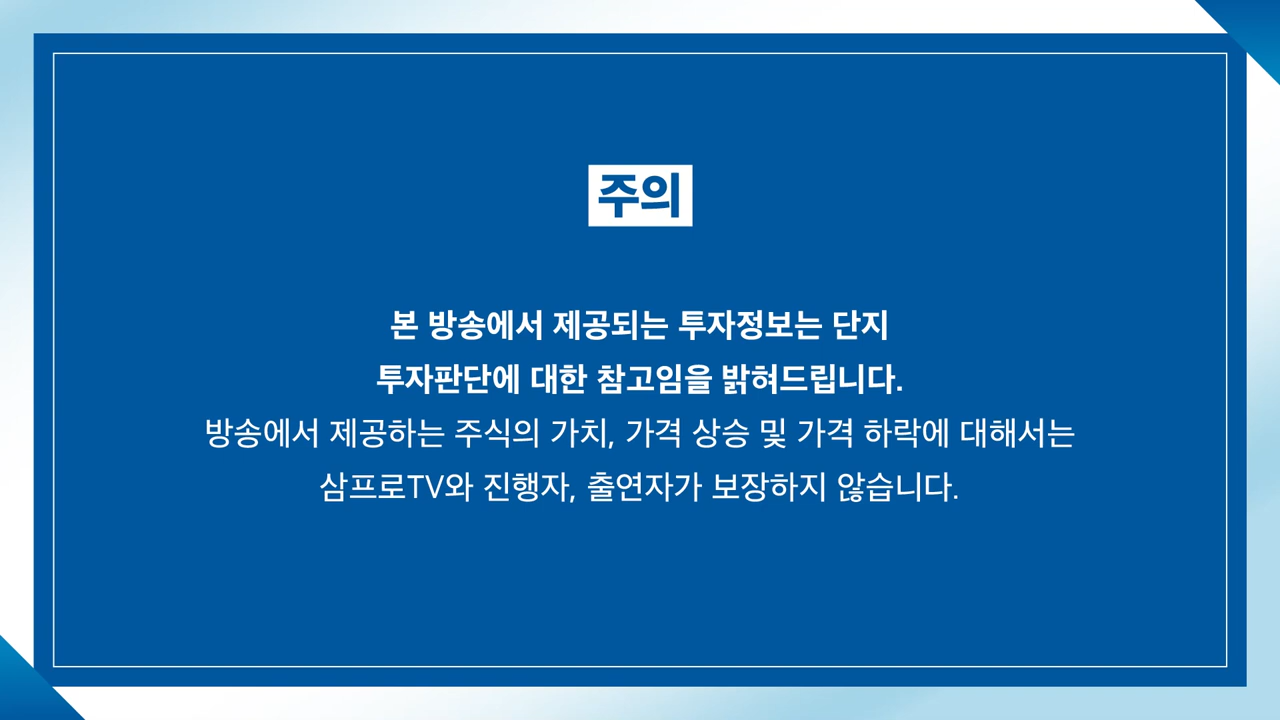 주의
본 방송에서 제공되는 투자정보는 단지
투자판단에 대한 참고임을 밝혀드립니다.
방송에서 제공하는 주식의 가치, 가격 상승 및 가격 하락에 대해서는
삼프로TV와 진행자, 출연자가 보장하지 않습니다.